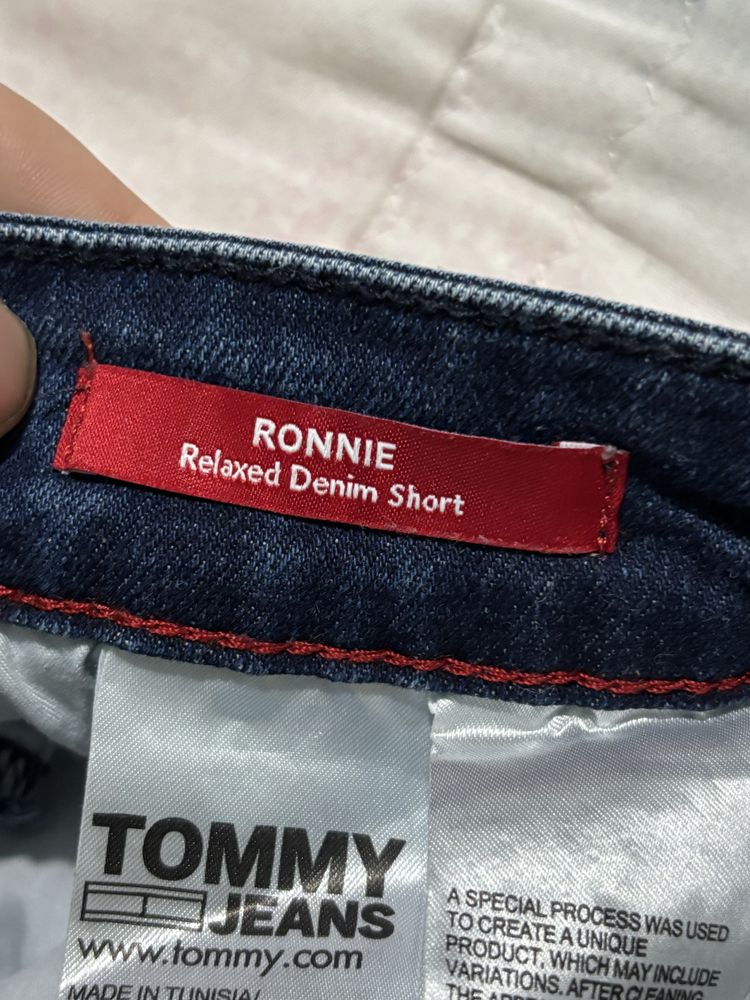 RONNIE
Relaxed Denim Short
TOMMY
JEANS
www.tommy.com
MADE IN TUNISIA/
A SPECIAL PROCESS WAS USED
TO CREATE A UNIQUE
PRODUCT, WHICH MAY INCLUDE
VARIATIONS. AFTER CLEANING
THE